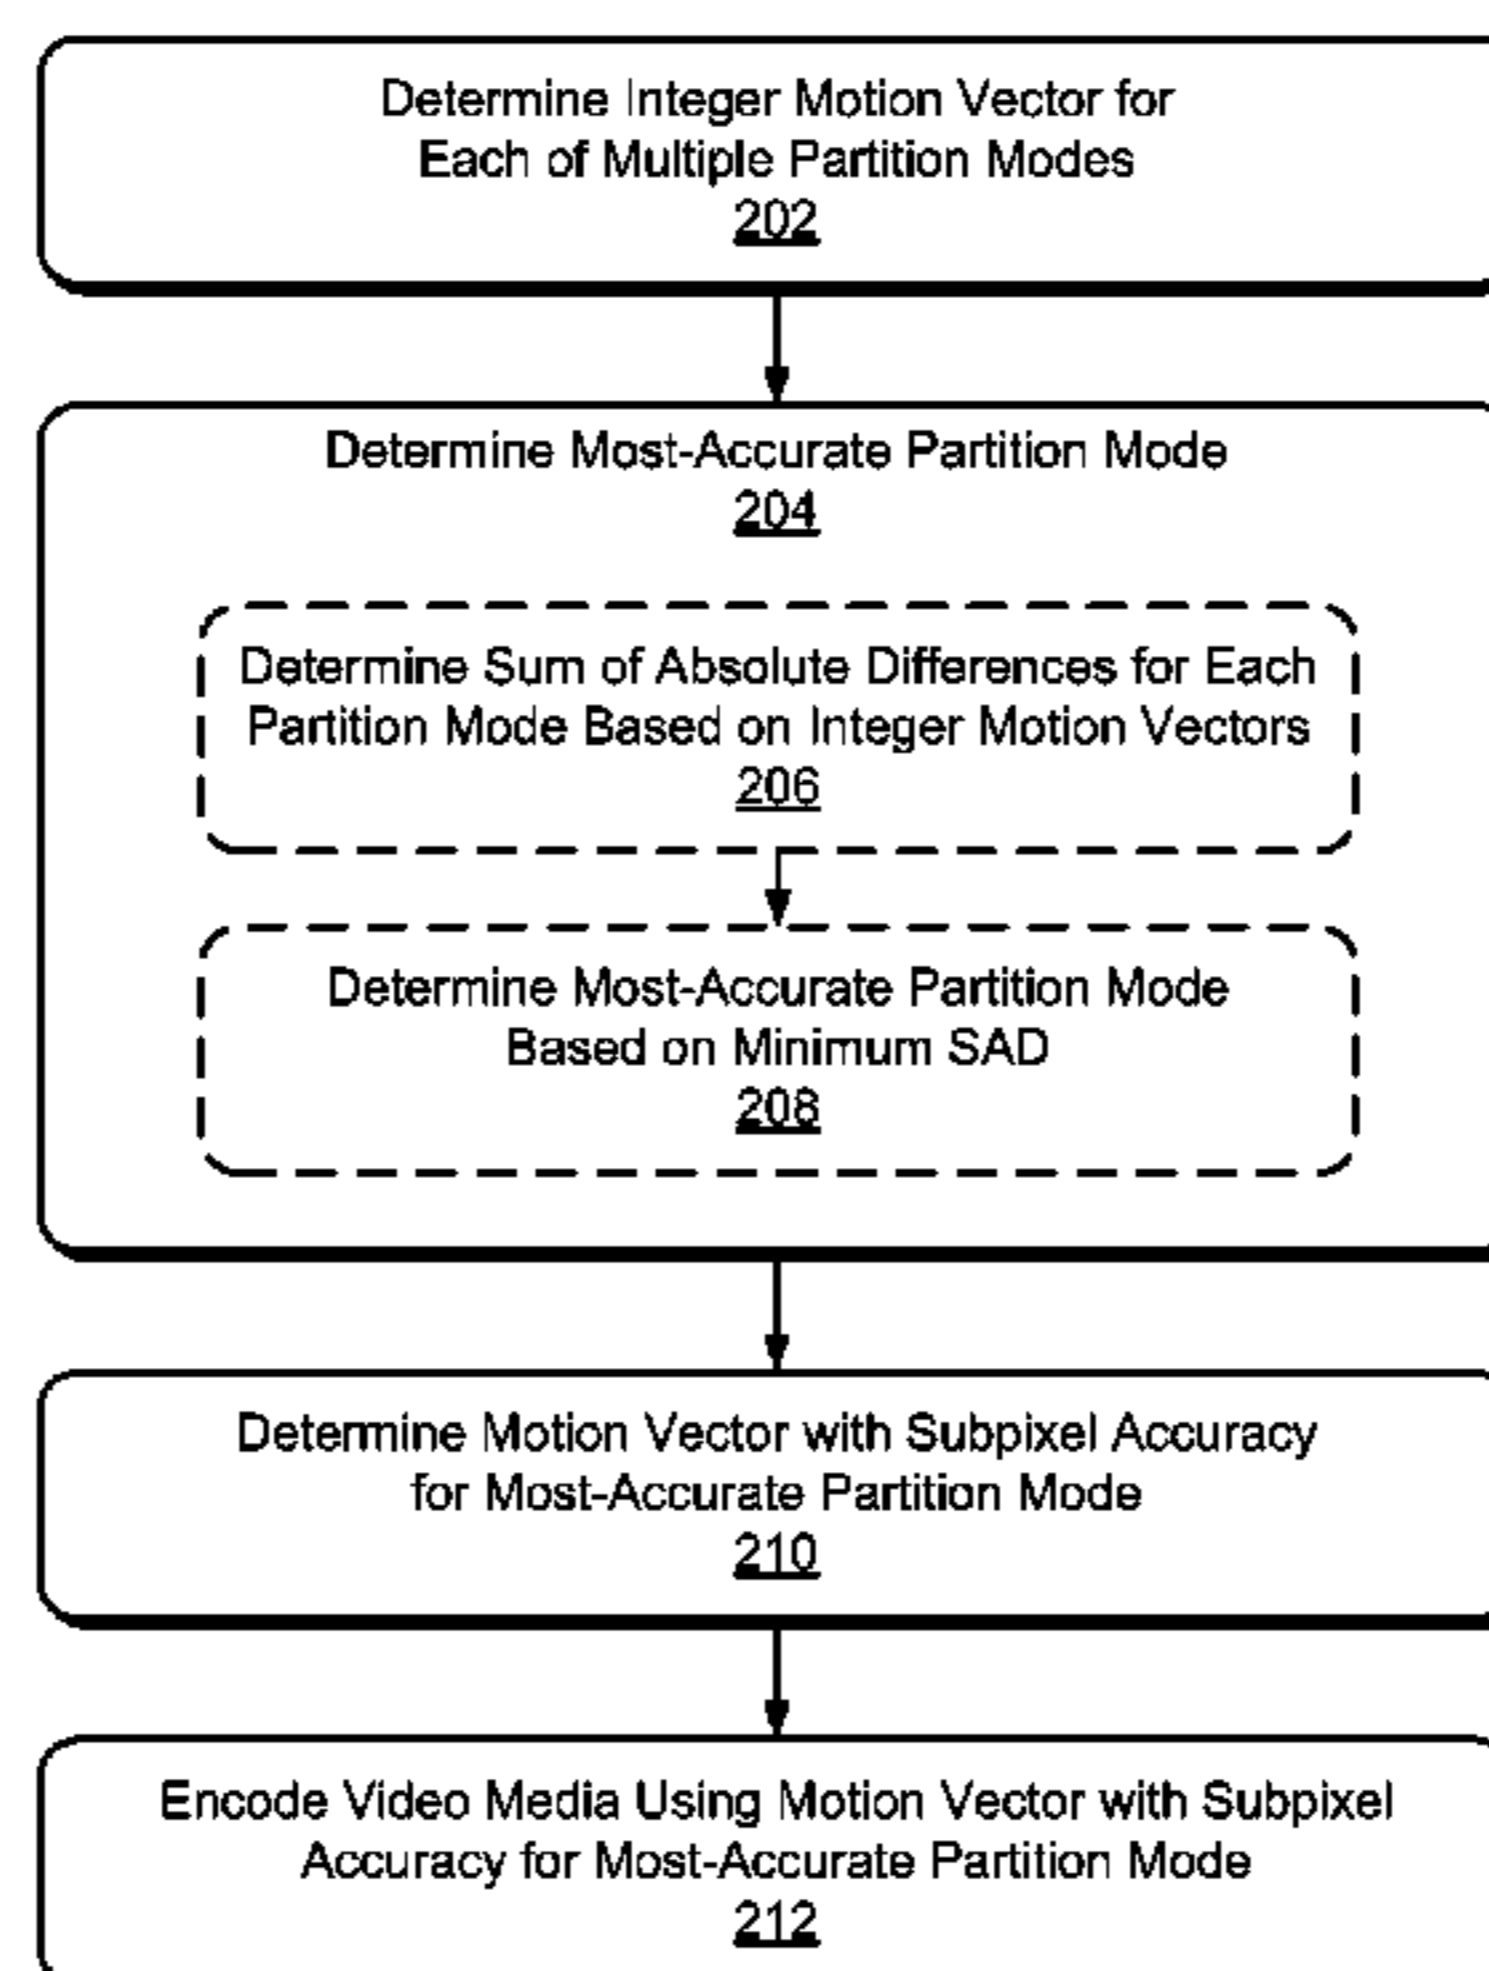 Determine Integer Motion Vector for
Each of Multiple Partition Modes
202
Determine Most-Accurate Partition Mode
204
Determine Sum of Absolute Differences for Each
Partition Mode Based on Integer Motion Vectors
206
Determine Most-Accurate Partition Mode
Based on Minimum SAD
208
Determine Motion Vector with Subpixel Accuracy
for Most-Accurate Partition Mode
210
Encode Video Media Using Motion Vector with Subpixel
Accuracy for Most-Accurate Partition Mode
212